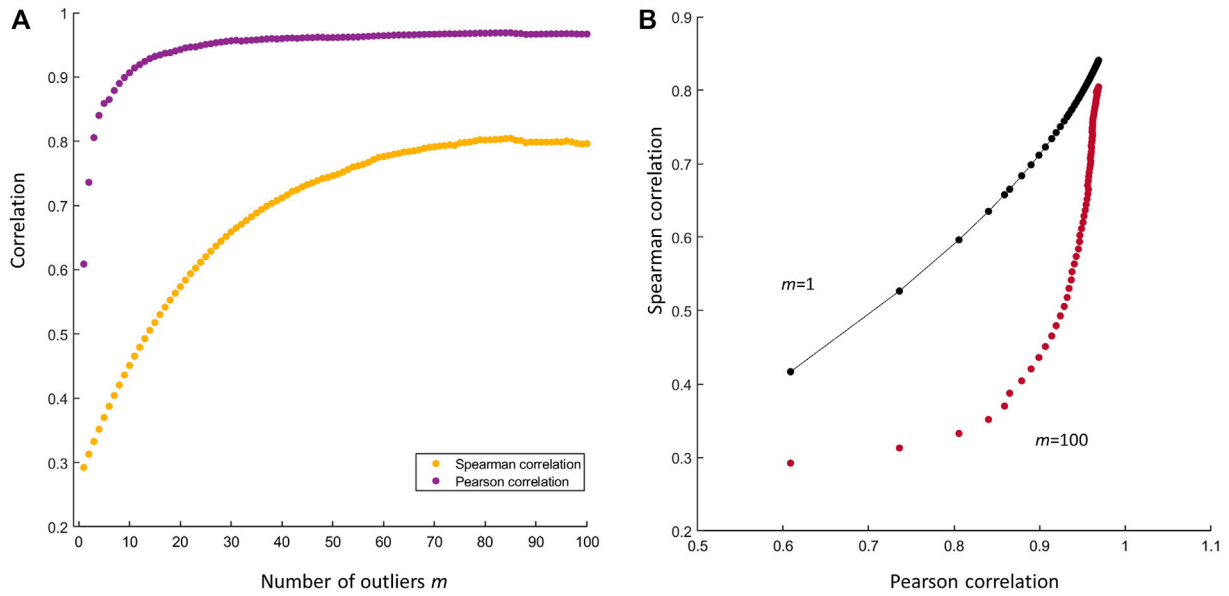 A
1
0.9
0.8
0.7
0.6
0.5
0.4
0.3
0.2
0 10 20 30 40 50 60 70 80 90 100
Correlation
Number of outliers m
Spearman correlation
Pearson correlation
B
0.9
0.8
0.7
0.6
0.5
0.4
0.3
0.2
0.5 0.6 0.7 0.8 0.9 1 1.1
Spearman correlation
Pearson correlation
m=1
m=100